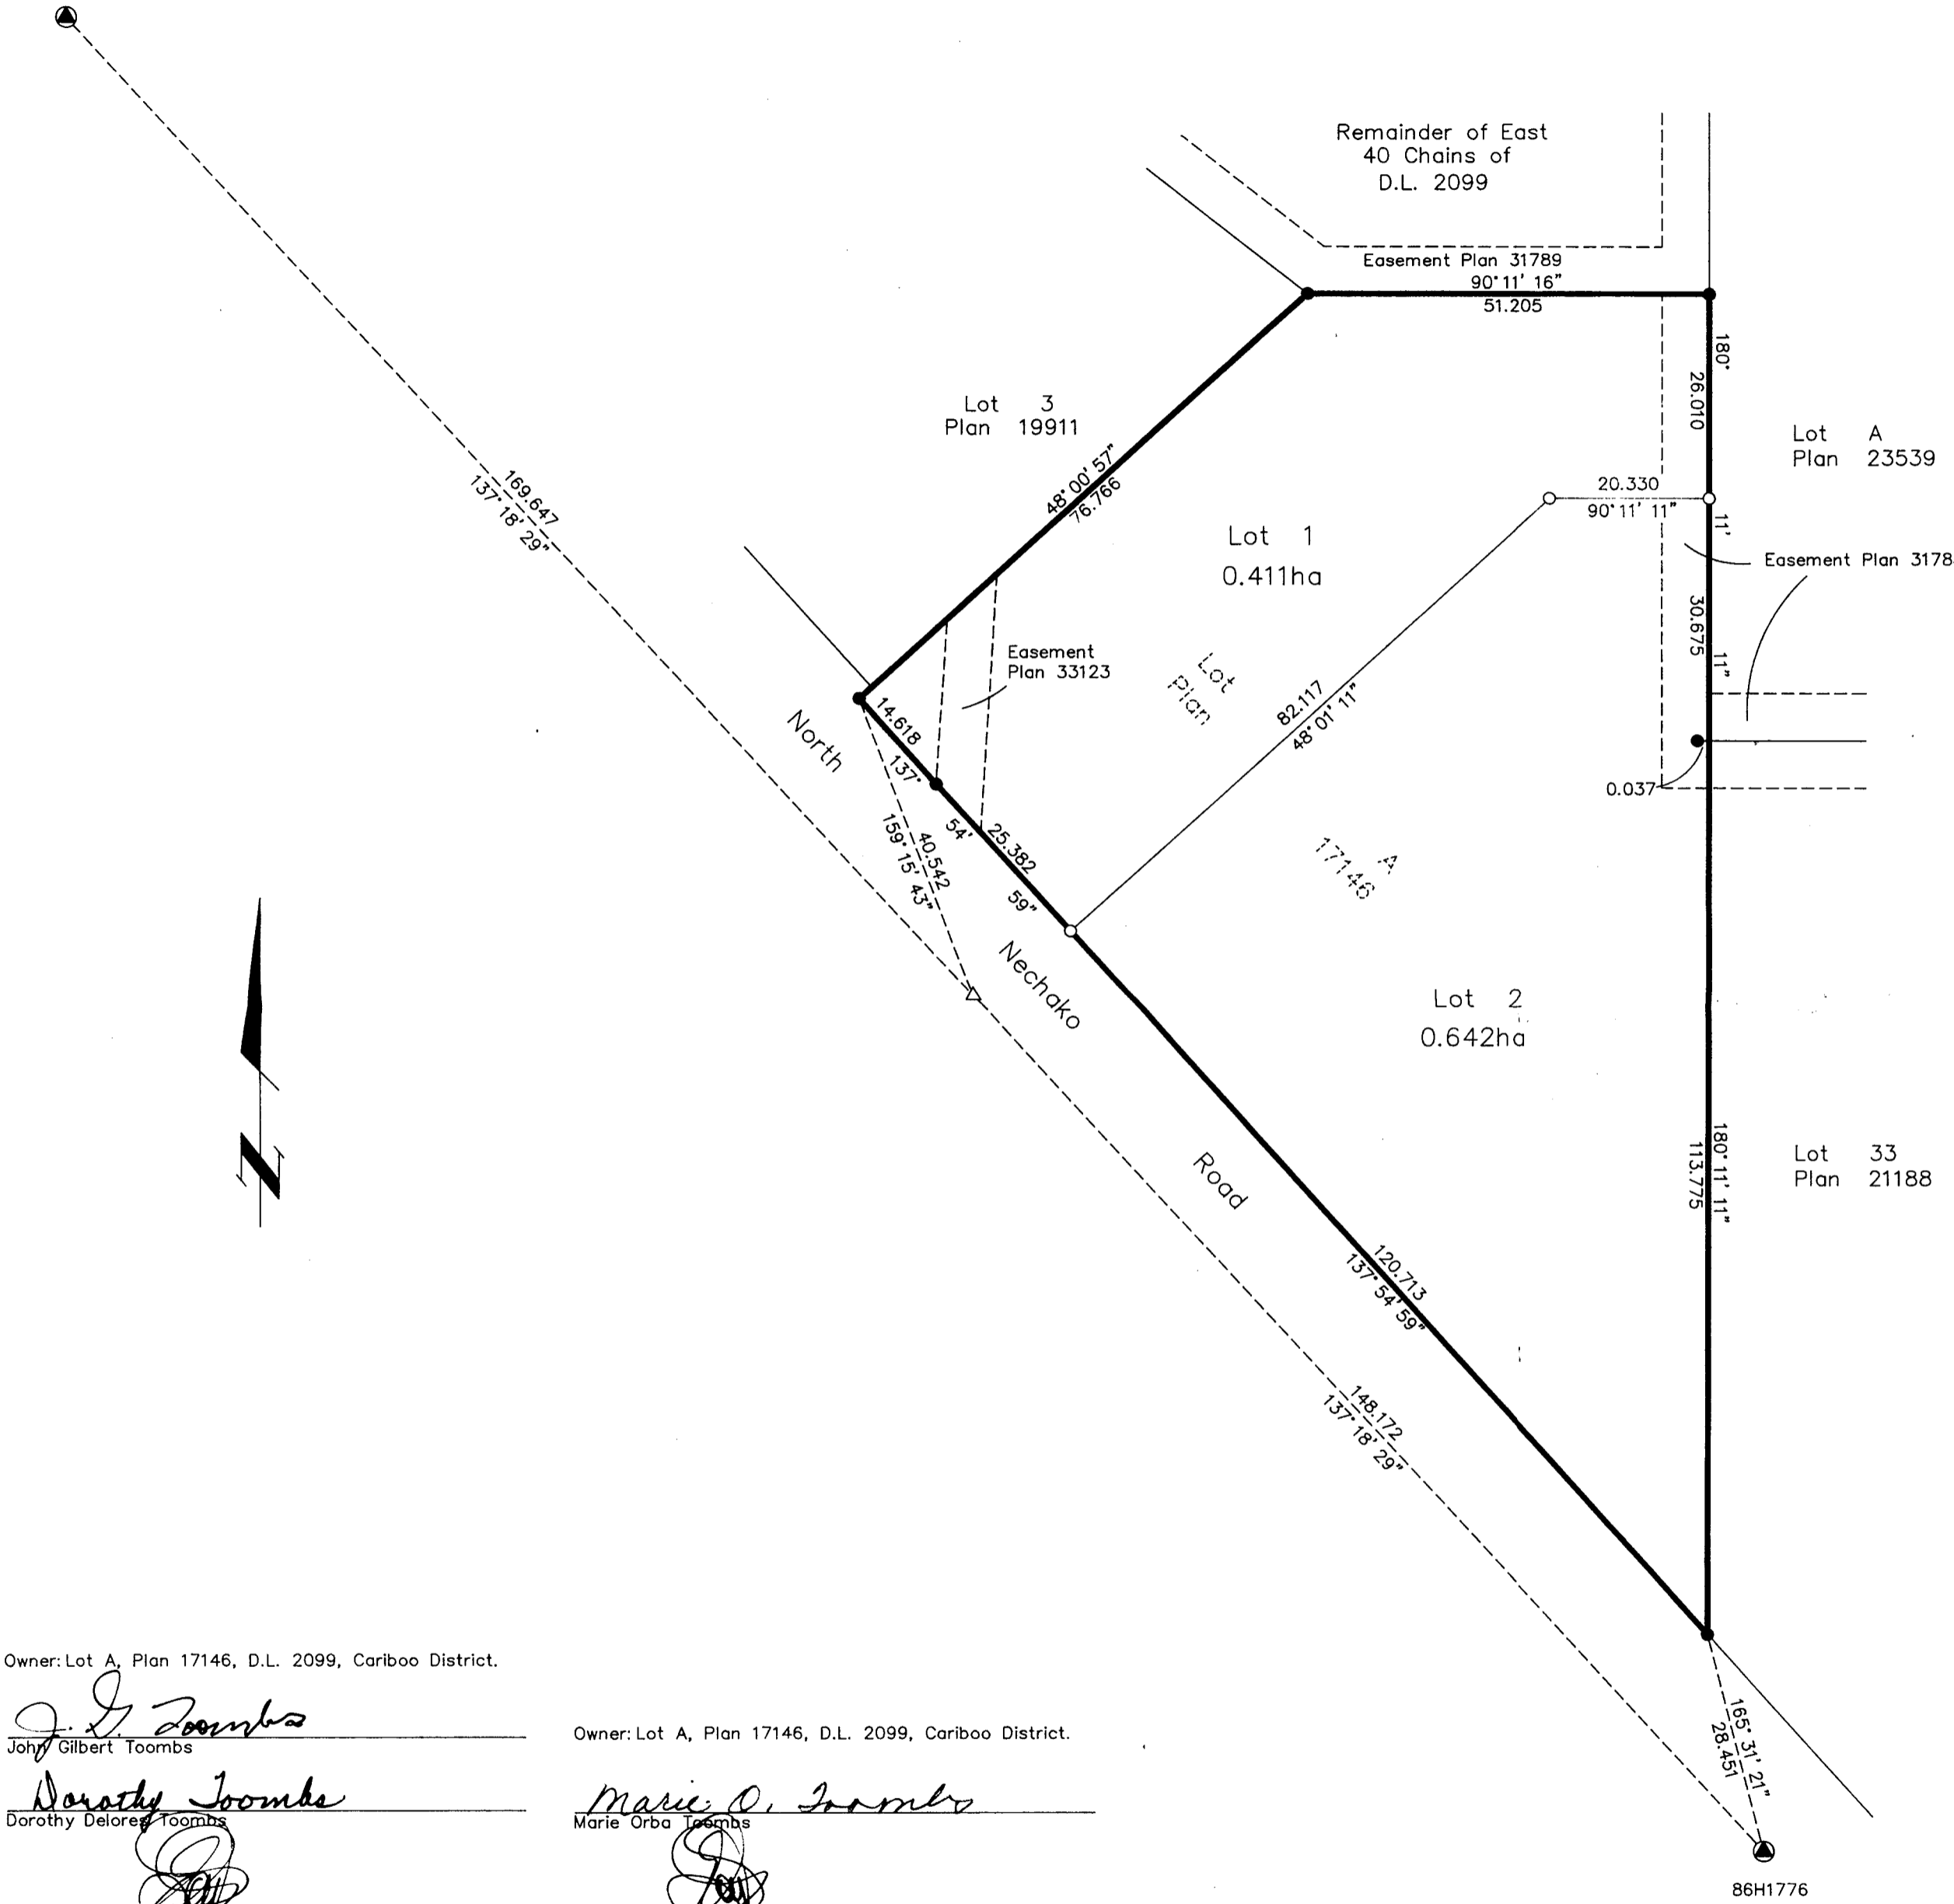 Remainder of East
40 Chains of
D.L. 2099
Easement Plan 31789
90° 11' 16"
51.205
180°
26.010
11'
30.675
11"
Lot A
Plan 23539
Lot 3
Plan 19911
48° 00' 57"
76.766
20.330
90° 11' 11"
169.647
137° 18' 29"
Lot 1
0.411ha
Easement Plan 3178
Easement
Plan 33123
Lot A
Plan 17146
82.117
48° 01' 11"
14.618
137°
54'
25.382
59"
0.037
40.542
159° 15' 43"
North Nechako Road
Lot 2
0.642ha
180° 11' 11"
113.775
Lot 33
Plan 21188
N
120.713
137° 54' 59"
148.172
137° 18' 29"
165° 31' 21"
28.451
86H1776
Owner: Lot A, Plan 17146, D.L. 2099, Cariboo District.
J. G. Toombs
John Gilbert Toombs
Dorothy Toombs
Dorothy Delores Toombs
Owner: Lot A, Plan 17146, D.L. 2099, Cariboo District.
Marie O. Toombs
Marie Orba Toombs